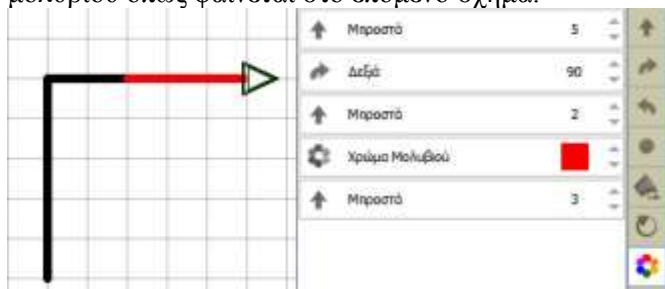 μολυβιού όπως φαίνεται στο επόμενο σχήμα.
Μπροστά 5
Δεξιά 90
Μπροστά 2
Χρώμα Μολυβιού
Μπροστά 3